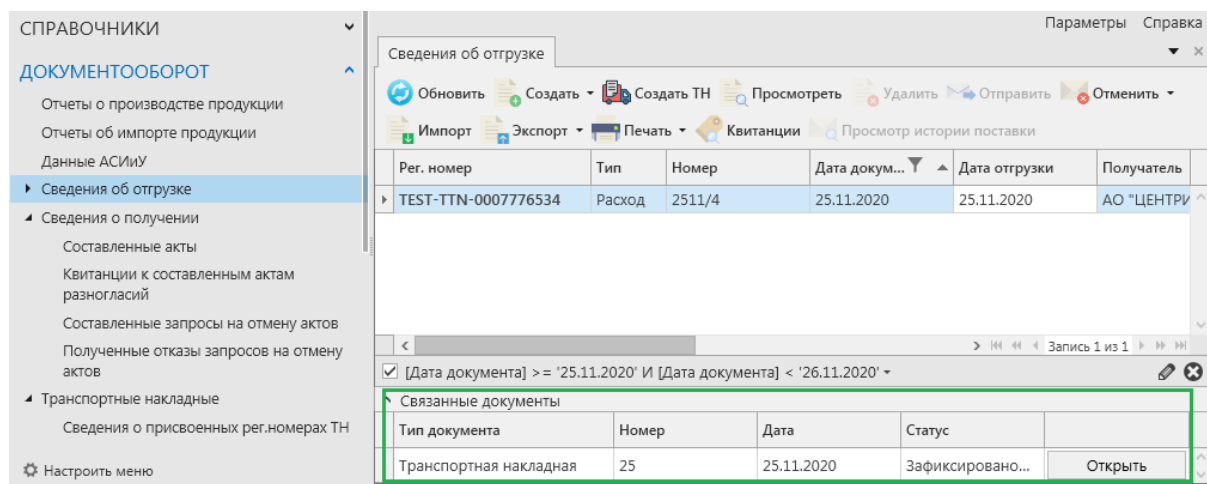 СПРАВОЧНИКИ
ДОКУМЕНТООБОРОТ
Отчеты о производстве продукции
Отчеты об импорте продукции
Данные АСИиУ
Сведения об отгрузке
Сведения о получении
Составленные акты
Квитанции к составленным актам
разногласий
Составленные запросы на отмену актов
Полученные отказы запросов на отмену
актов
Транспортные накладные
Сведения о присвоенных рег.номерах ТН
Настроить меню
Параметры Справка
Сведения об отгрузке
Обновить Создать Создать ТН Просмотреть Удалить Отправить Отменить
Импорт Экспорт Печать Квитанции Просмотр истории поставки
Рег. номер Тип Номер Дата докум... Дата отгрузки Получатель
TEST-TTN-0007776534 Расход 2511/4 25.11.2020 25.11.2020 АО "ЦЕНТРИ
Запись 1 из 1
[Дата документа] >= '25.11.2020' И [Дата документа] < '26.11.2020'
Связанные документы
Тип документа Номер Дата Статус
Транспортная накладная 25 25.11.2020 Зафиксировано... Открыть